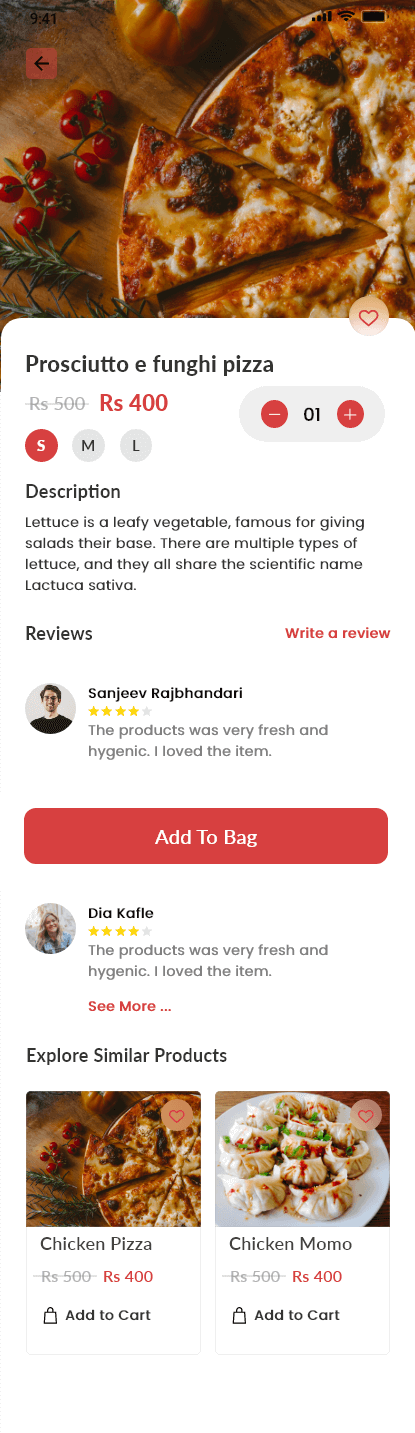 9:41
Prosciutto e funghi pizza
Rs 500 Rs 400
01
S M L
Description
Lettuce is a leafy vegetable, famous for giving
salads their base. There are multiple types of
lettuce, and they all share the scientific name
Lactuca sativa.
Reviews Write a review
Sanjeev Rajbhandari
The products was very fresh and
hygenic. I loved the item.
Add To Bag
Dia Kafle
The products was very fresh and
hygenic. I loved the item.
See More ...
Explore Similar Products
Chicken Pizza
Rs 500 Rs 400
Add to Cart
Chicken Momo
Rs 500 Rs 400
Add to Cart